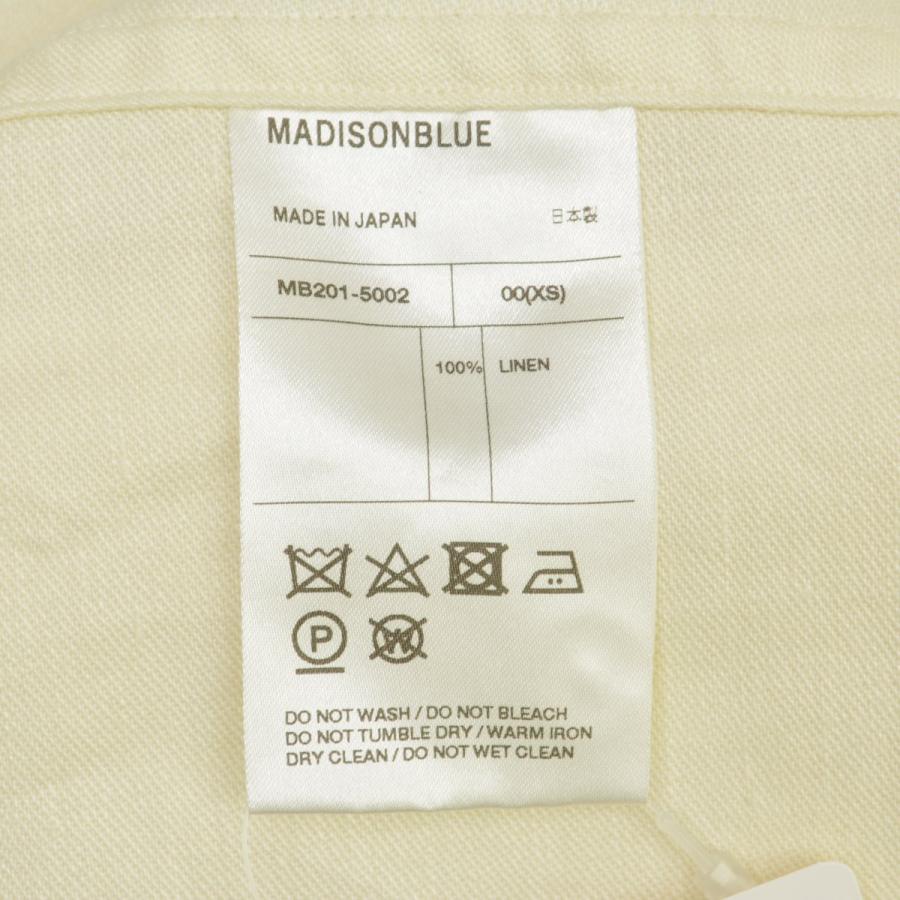 MADISONBLUE
MADE IN JAPAN 日本製
MB201-5002 00(XS)
100% LINEN
P W
DO NOT WASH / DO NOT BLEACH
DO NOT TUMBLE DRY / WARM IRON
DRY CLEAN / DO NOT WET CLEAN